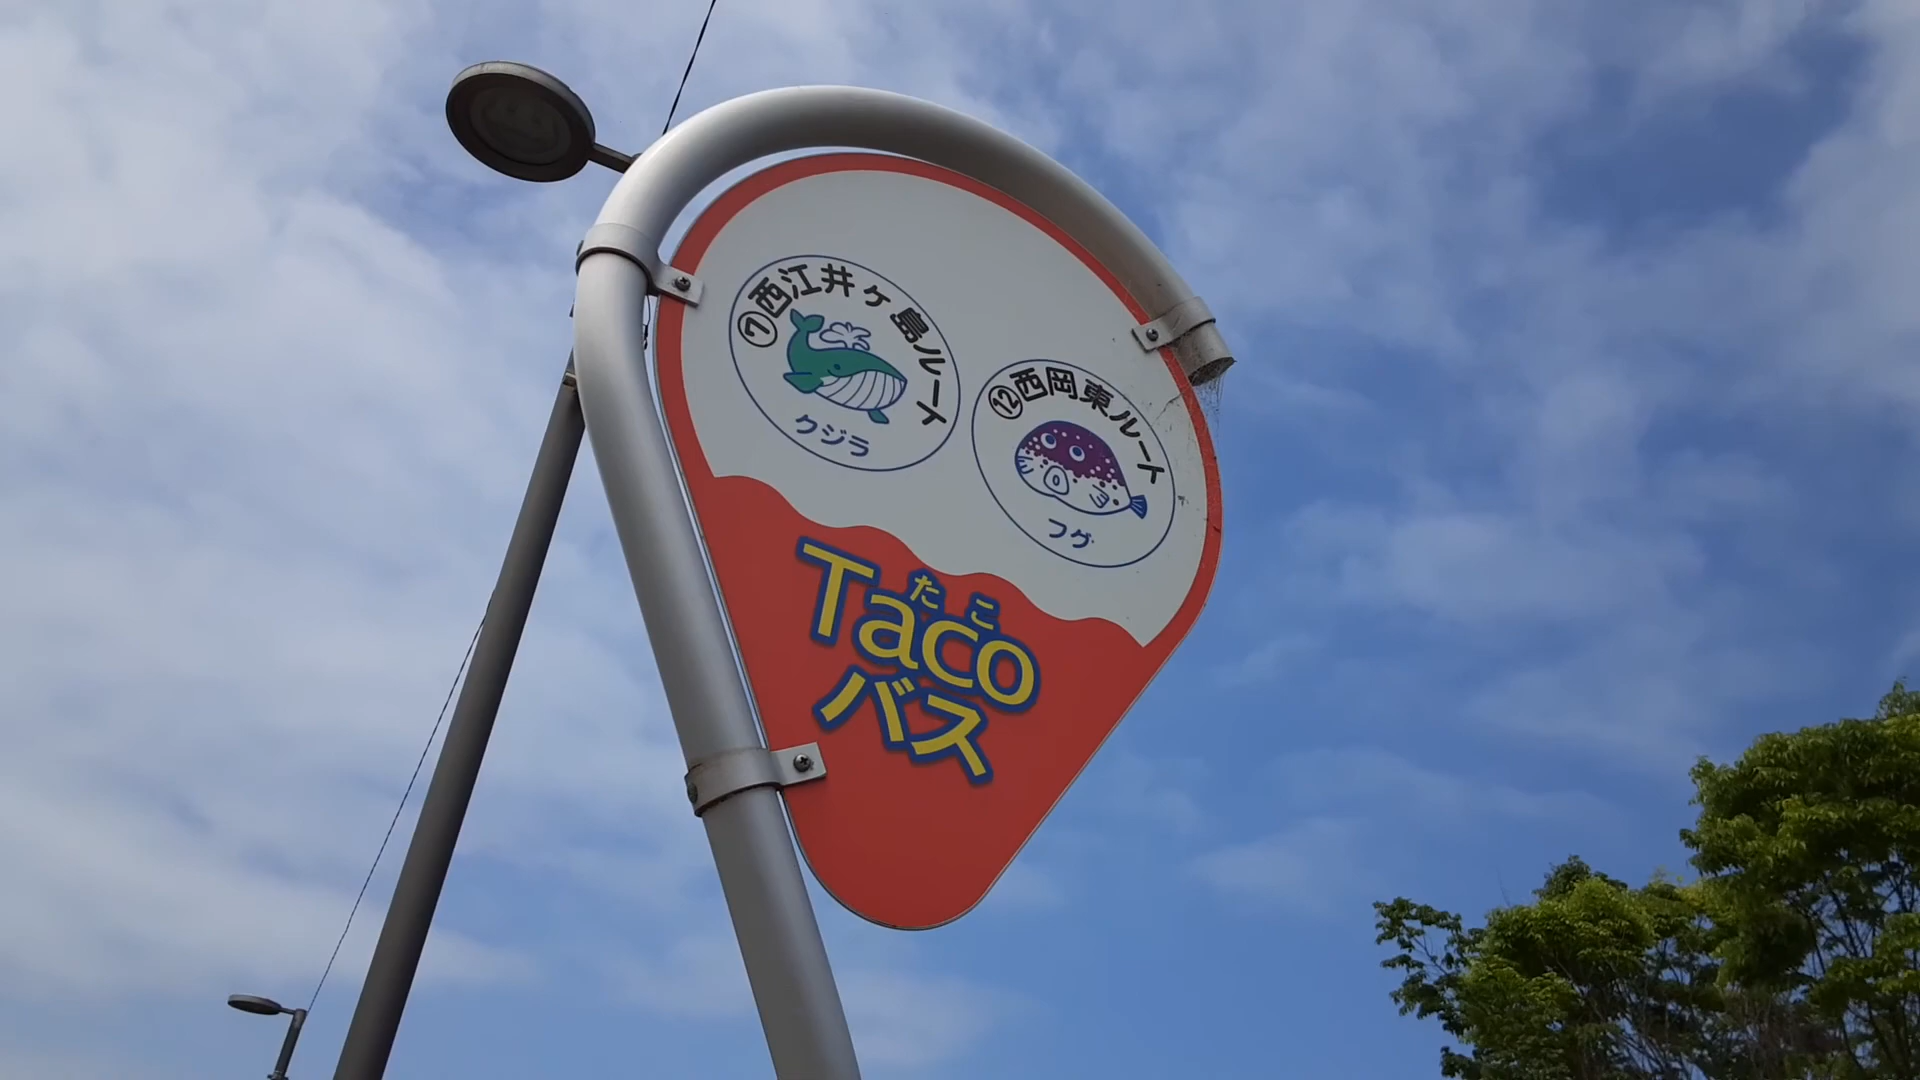 ⑦西江井ヶ島ルート
クジラ
⑫西岡東ルート
フグ
たこ
Taco
バス